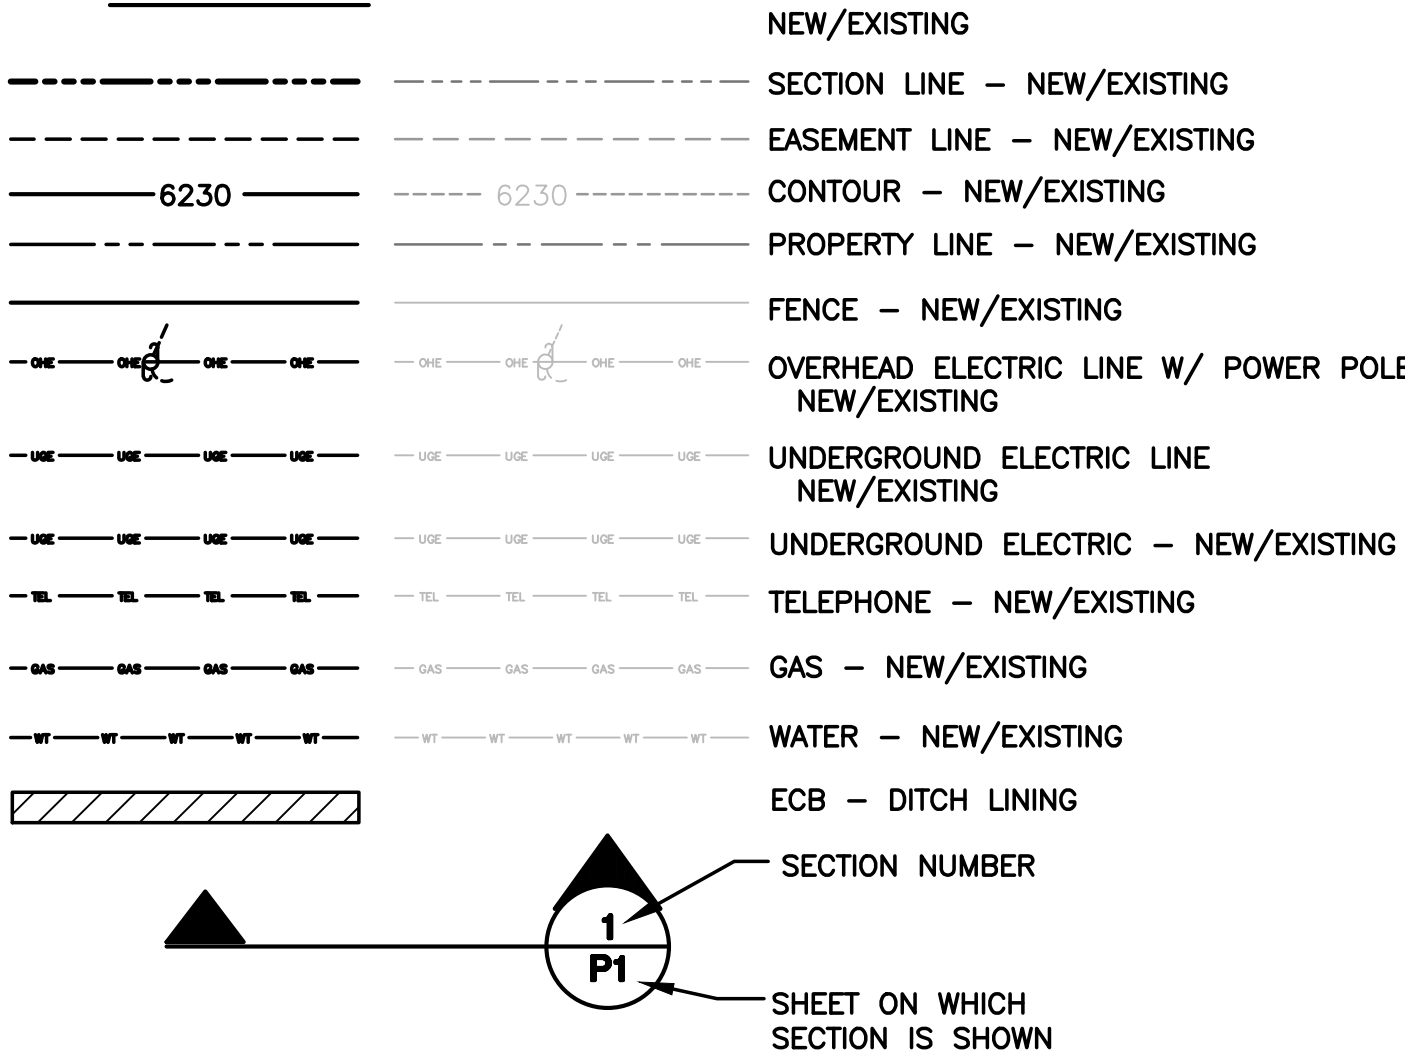 NEW/EXISTING
SECTION LINE – NEW/EXISTING
EASEMENT LINE – NEW/EXISTING
6230 6230 CONTOUR – NEW/EXISTING
PROPERTY LINE – NEW/EXISTING
FENCE – NEW/EXISTING
OHE OHE OHE OHE OHE OHE OHE OHE OVERHEAD ELECTRIC LINE W/ POWER POLE
NEW/EXISTING
UGE UGE UGE UGE UGE UGE UGE UGE UNDERGROUND ELECTRIC LINE
NEW/EXISTING
UGE UGE UGE UGE UGE UGE UGE UGE UNDERGROUND ELECTRIC – NEW/EXISTING
TEL TEL TEL TEL TEL TEL TEL TEL TELEPHONE – NEW/EXISTING
GAS GAS GAS GAS GAS GAS GAS GAS GAS – NEW/EXISTING
WT WT WT WT WT WT WT WT WT WT WATER – NEW/EXISTING
ECB – DITCH LINING
SECTION NUMBER
1
P1
SHEET ON WHICH
SECTION IS SHOWN